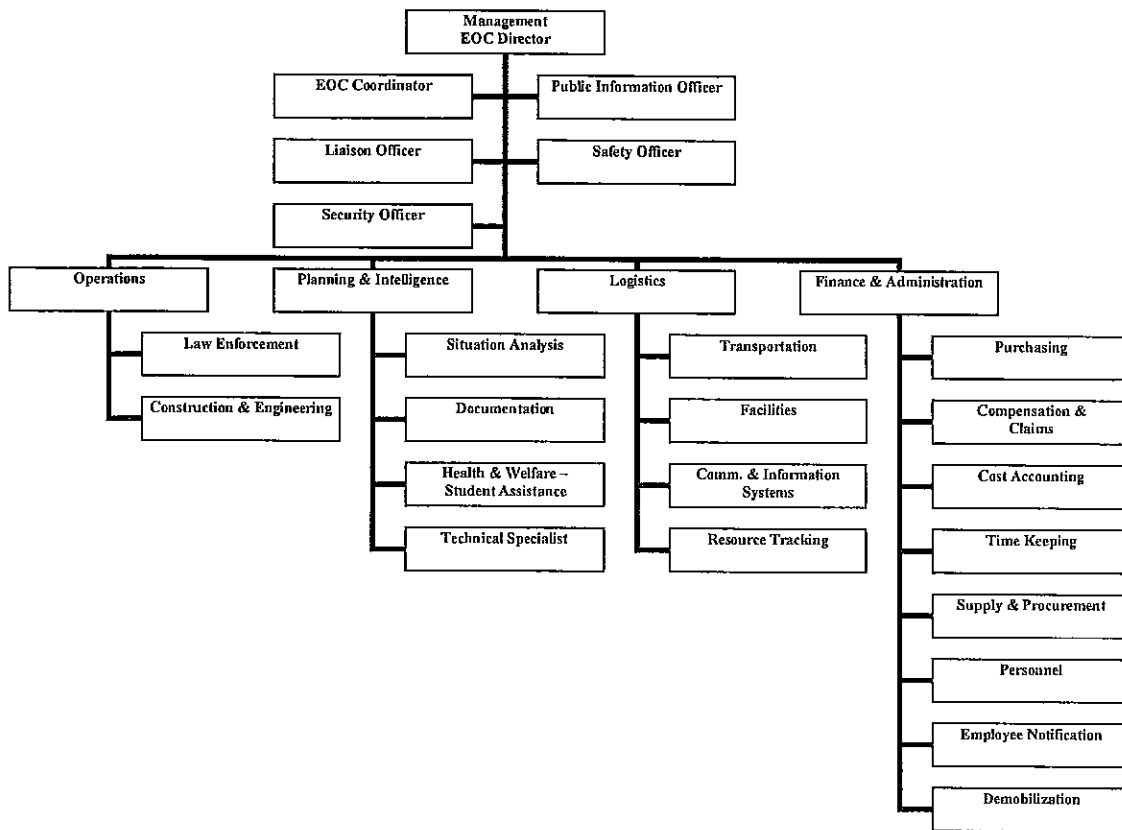 Management
EOC Director
EOC Coordinator
Public Information Officer
Liaison Officer
Safety Officer
Security Officer
Operations
Planning & Intelligence
Logistics
Finance & Administration
Law Enforcement
Situation Analysis
Transportation
Purchasing
Construction & Engineering
Documentation
Facilities
Compensation &
Claims
Health & Welfare –
Student Assistance
Comm. & Information
Systems
Cost Accounting
Technical Specialist
Resource Tracking
Time Keeping
Supply & Procurement
Personnel
Employee Notification
Demobilization